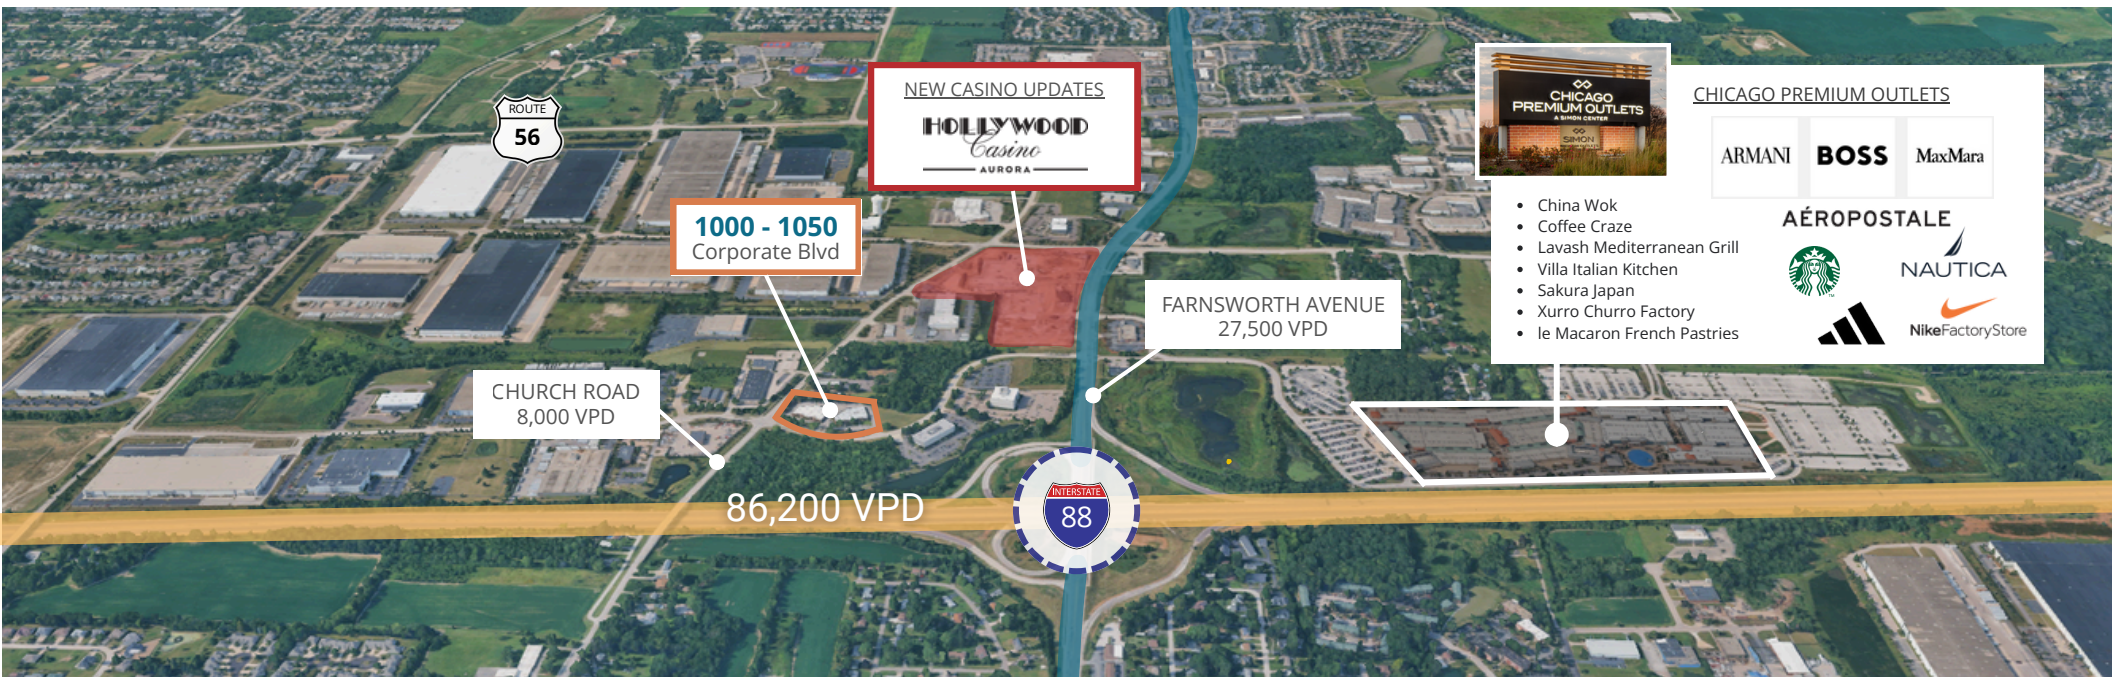 ROUTE
56
NEW CASINO UPDATES
HOLLYWOOD
Casino
AURORA
1000 - 1050
Corporate Blvd
CHURCH ROAD
8,000 VPD
FARNSWORTH AVENUE
27,500 VPD
86,200 VPD
INTERSTATE
88
CHICAGO
PREMIUM OUTLETS
A SIMON CENTER
SIMON
CHICAGO PREMIUM OUTLETS
ARMANI BOSS MaxMara
AÉROPOSTALE
NAUTICA
NikeFactoryStore
• China Wok
• Coffee Craze
• Lavash Mediterranean Grill
• Villa Italian Kitchen
• Sakura Japan
• Xurro Churro Factory
• le Macaron French Pastries